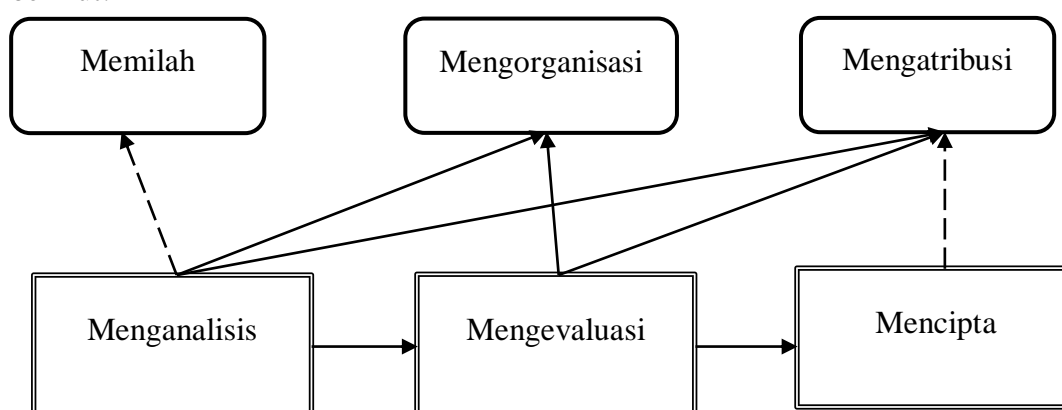 Memilah
Mengorganisasi
Mengatribusi
Menganalisis
Mengevaluasi
Mencipta